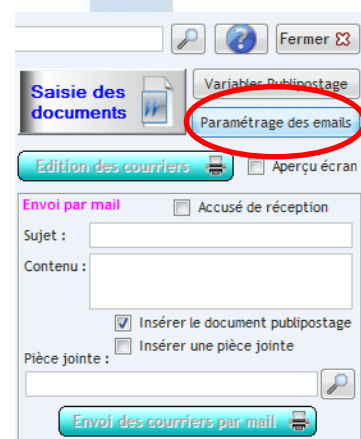 Fermer
Saisie des
documents
Variables Publipostage
Paramétrage des emails
Edition des courriers
Aperçu écran
Envoi par mail
Accusé de réception
Sujet :
Contenu :
Insérer le document publipostage
Insérer une pièce jointe
Pièce jointe :
Envoi des courriers par mail